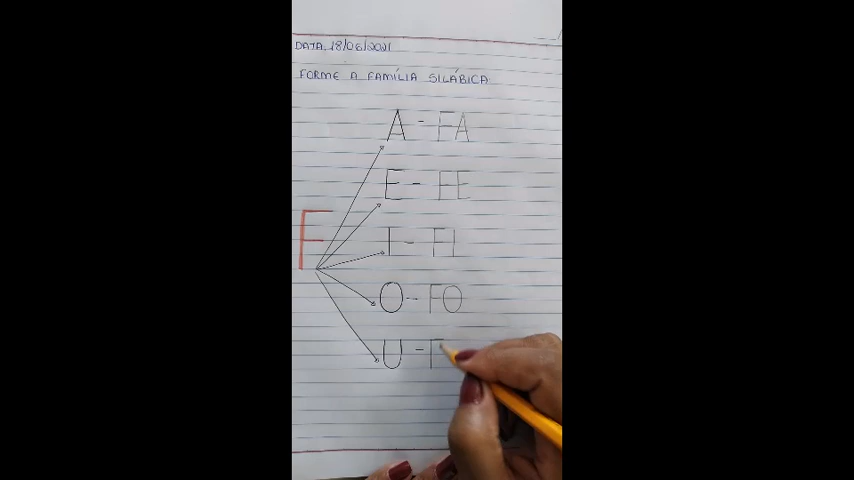 DATA, 18/06/2021
FORME A FAMÍLIA SILÁBICA
A - FA
E - FE
F
I - FI
O - FO
U - F